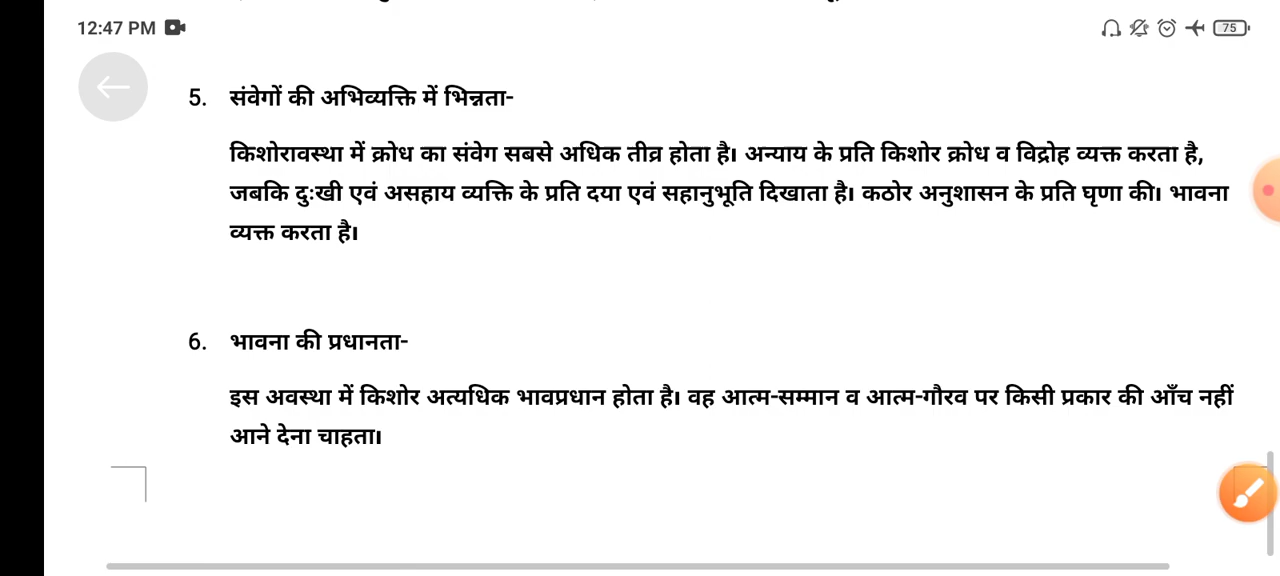 12:47 PM
75
5. संवेगों की अभिव्यक्ति में भिन्नता-
किशोरावस्था में क्रोध का संवेग सबसे अधिक तीव्र होता है। अन्याय के प्रति किशोर क्रोध व विद्रोह व्यक्त करता है,
जबकि दुःखी एवं असहाय व्यक्ति के प्रति दया एवं सहानुभूति दिखाता है। कठोर अनुशासन के प्रति घृणा की। भावना
व्यक्त करता है।
6. भावना की प्रधानता-
इस अवस्था में किशोर अत्यधिक भावप्रधान होता है। वह आत्म-सम्मान व आत्म-गौरव पर किसी प्रकार की आँच नहीं
आने देना चाहता।